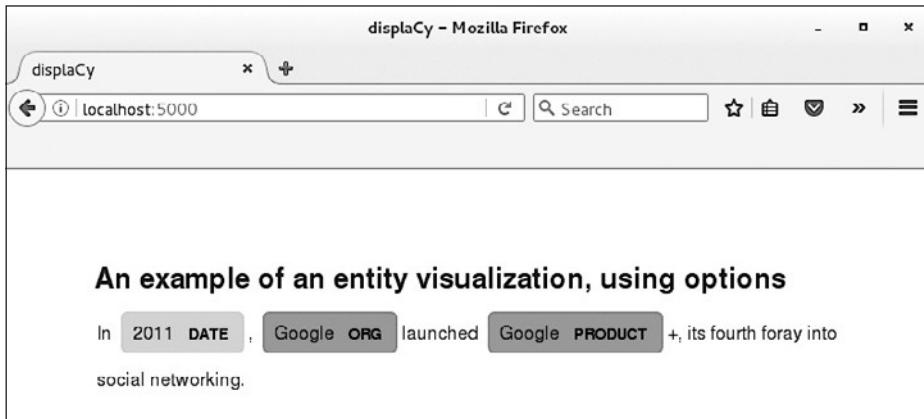 displaCy – Mozilla Firefox
displaCy
localhost:5000
Search
An example of an entity visualization, using options
In 2011 DATE , Google ORG launched Google PRODUCT +, its fourth foray into
social networking.